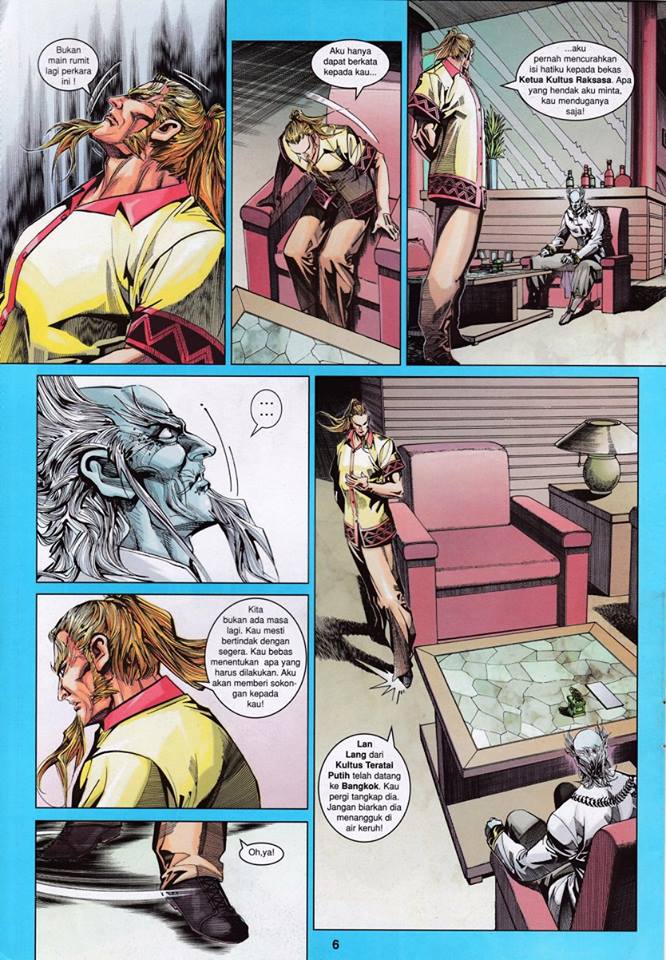 Bukan
main rumit
lagi perkara
ini !
Aku hanya
dapat berkata
kepada kau...
...aku
pernah mencurahkan
isi hatiku kepada bekas
Ketua Kultus Raksasa. Apa
yang hendak aku minta,
kau menduganya
saja!
...
...
Kita
bukan ada masa
lagi. Kau mesti
bertindak dengan
segera. Kau bebas
menentukan apa yang
harus dilakukan. Aku
akan memberi sokon-
gan kepada
kau!
Oh,ya!
Lan
Lang dari
Kultus Teratai
Putih telah datang
ke Bangkok. Kau
pergi tangkap dia.
Jangan biarkan dia
menangguk di
air keruh!
6